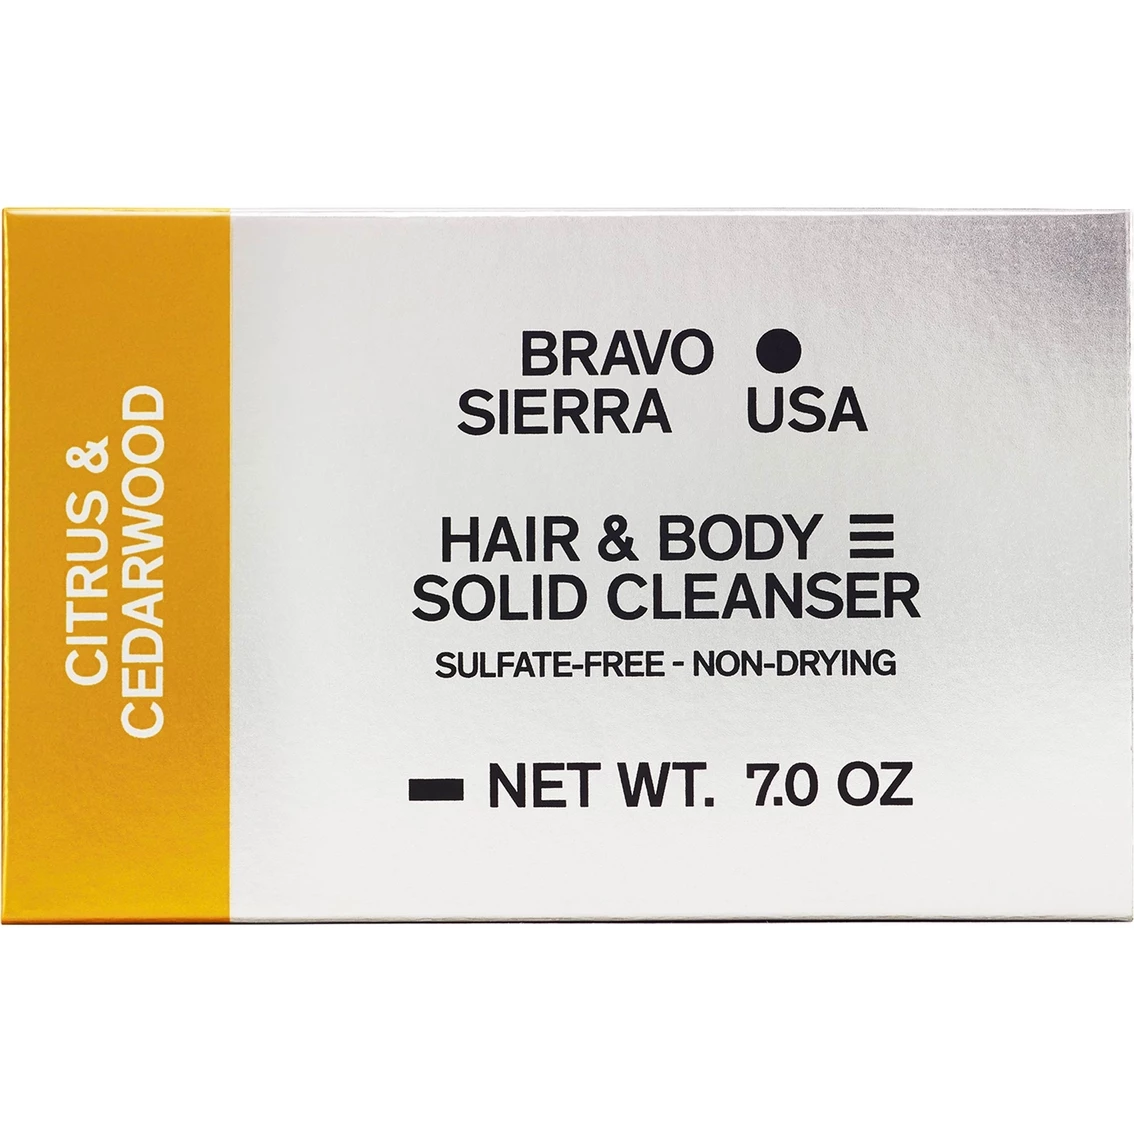 CITRUS &
CEDARWOOD
BRAVO
SIERRA USA
HAIR & BODY
SOLID CLEANSER
SULFATE-FREE - NON-DRYING
NET WT. 7.0 OZ